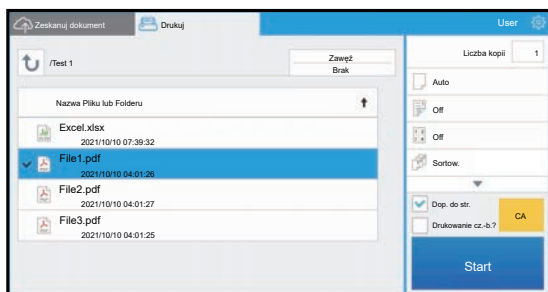 Zeskanuj dokument
Drukuj
User
/Test 1
Zawęź
Brak
Nazwa Pliku lub Folderu
Excel.xlsx
2021/10/10 07:39:32
File1.pdf
2021/10/10 04:01:26
File2.pdf
2021/10/10 04:01:27
File3.pdf
2021/10/10 04:01:25
Liczba kopii 1
Auto
Off
Off
Sortow.
Dop. do str.
Drukowanie cz.-b.?
CA
Start